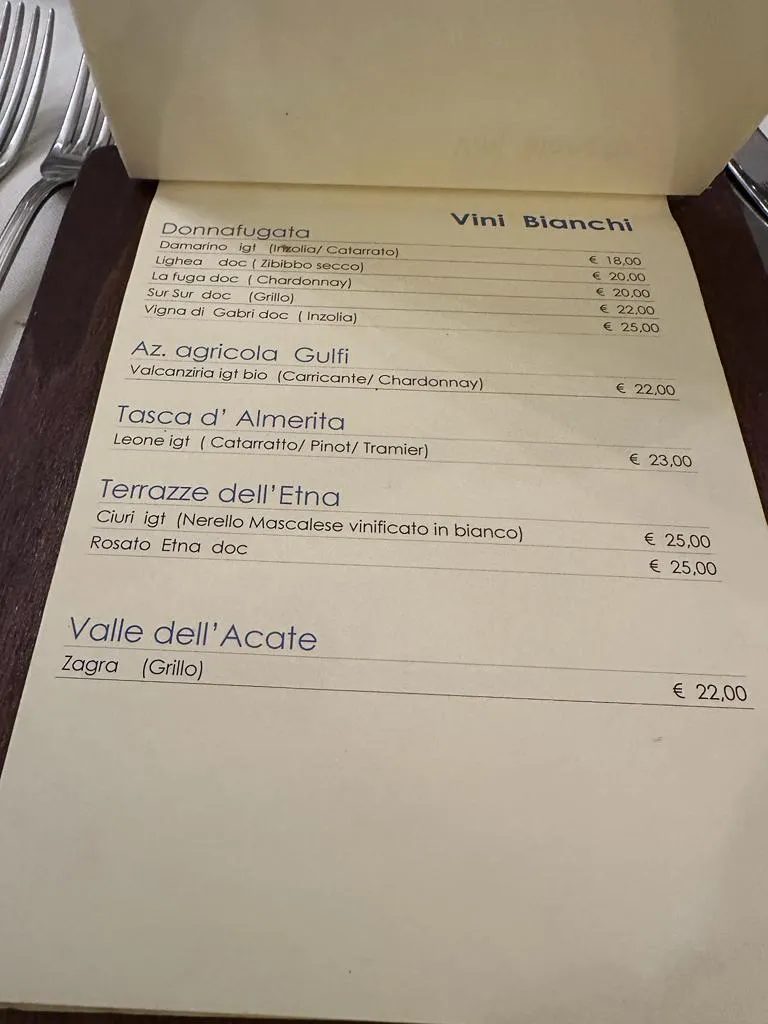 Vini Bianchi
Donnafugata
Damarino igt (Inzolia/ Catarrato) € 18,00
Lighea doc ( Zibibbo secco) € 20,00
La fuga doc ( Chardonnay) € 20,00
Sur Sur doc (Grillo) € 22,00
Vigna di Gabri doc ( Inzolia) € 25,00
Az. agricola Gulfi
Valcanziria igt bio (Carricante/ Chardonnay) € 22,00
Tasca d' Almerita
Leone igt ( Catarratto/ Pinot/ Tramier) € 23,00
Terrazze dell'Etna
Ciuri igt (Nerello Mascalese vinificato in bianco) € 25,00
Rosato Etna doc € 25,00
Valle dell'Acate
Zagra (Grillo) € 22,00